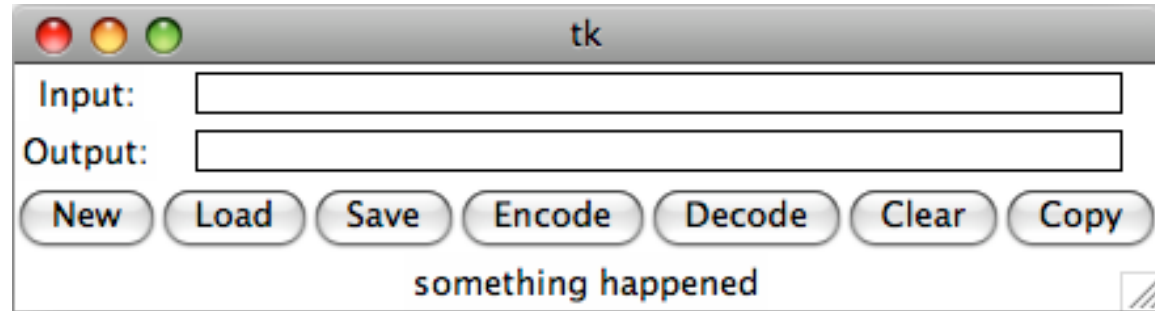 tk
Input:
Output:
New Load Save Encode Decode Clear Copy
something happened